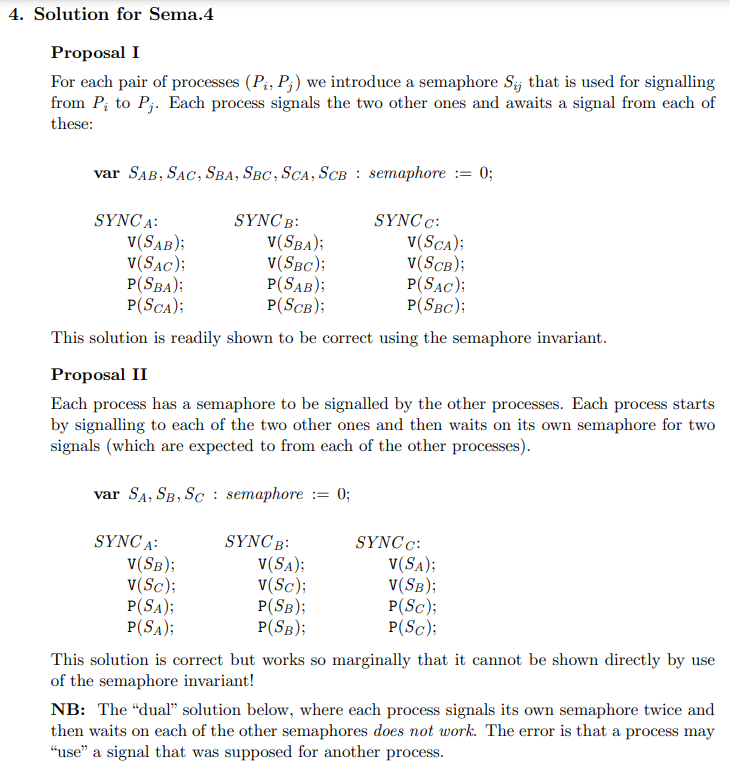 4. Solution for Sema.4
Proposal I
For each pair of processes (Pi, Pj) we introduce a semaphore Sij that is used for signalling
from Pi to Pj. Each process signals the two other ones and awaits a signal from each of
these:
var SAB, SAC, SBA, SBC, SCA, SCB : semaphore := 0;
SYNCA: SYNCB: SYNCC:
V(SAB); V(SBA); V(SCA);
V(SAC); V(SBC); V(SCB);
P(SBA); P(SAB); P(SAC);
P(SCA); P(SCB); P(SBC);
This solution is readily shown to be correct using the semaphore invariant.
Proposal II
Each process has a semaphore to be signalled by the other processes. Each process starts
by signalling to each of the two other ones and then waits on its own semaphore for two
signals (which are expected to from each of the other processes).
var SA, SB, SC : semaphore := 0;
SYNCA: SYNCB: SYNCC:
V(SB); V(SA); V(SA);
V(SC); V(SC); V(SB);
P(SA); P(SB); P(SC);
P(SA); P(SB); P(SC);
This solution is correct but works so marginally that it cannot be shown directly by use
of the semaphore invariant!
NB: The “dual” solution below, where each process signals its own semaphore twice and
then waits on each of the other semaphores does not work. The error is that a process may
“use” a signal that was supposed for another process.